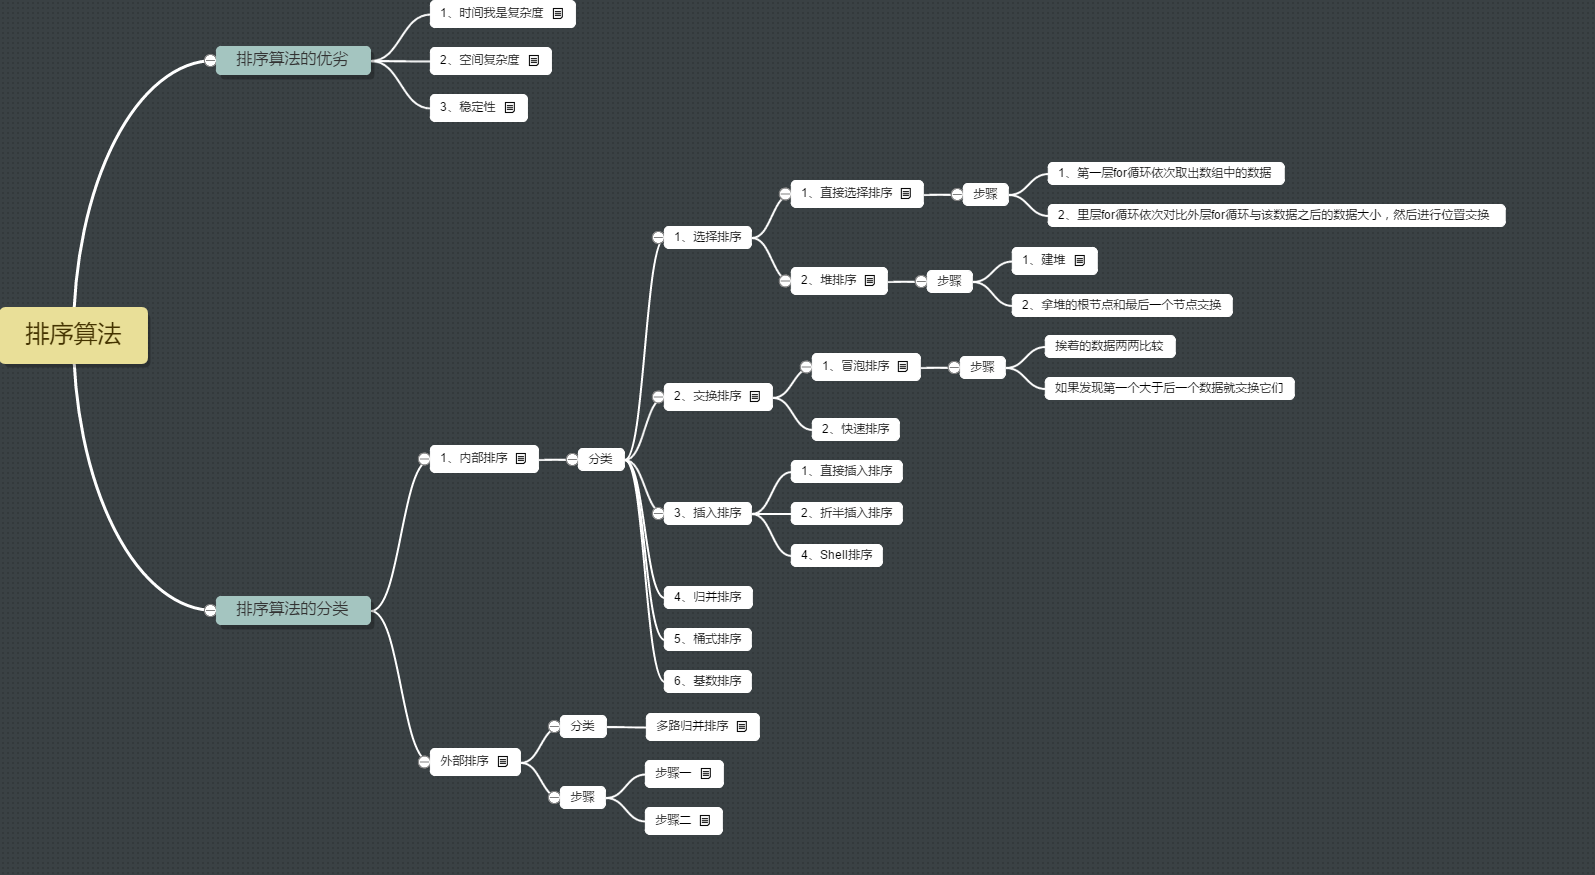 排序算法
排序算法的优劣
1、时间我是复杂度
2、空间复杂度
3、稳定性
排序算法的分类
1、内部排序
分类
1、选择排序
1、直接选择排序
步骤
1、第一层for循环依次取出数组中的数据
2、里层for循环依次对比外层for循环与该数据之后的数据大小，然后进行位置交换
2、堆排序
步骤
1、建堆
2、拿堆的根节点和最后一个节点交换
2、交换排序
1、冒泡排序
步骤
挨着的数据两两比较
如果发现第一个大于后一个数据就交换它们
2、快速排序
3、插入排序
1、直接插入排序
2、折半插入排序
4、Shell排序
4、归并排序
5、桶式排序
6、基数排序
外部排序
分类
多路归并排序
步骤
步骤一
步骤二